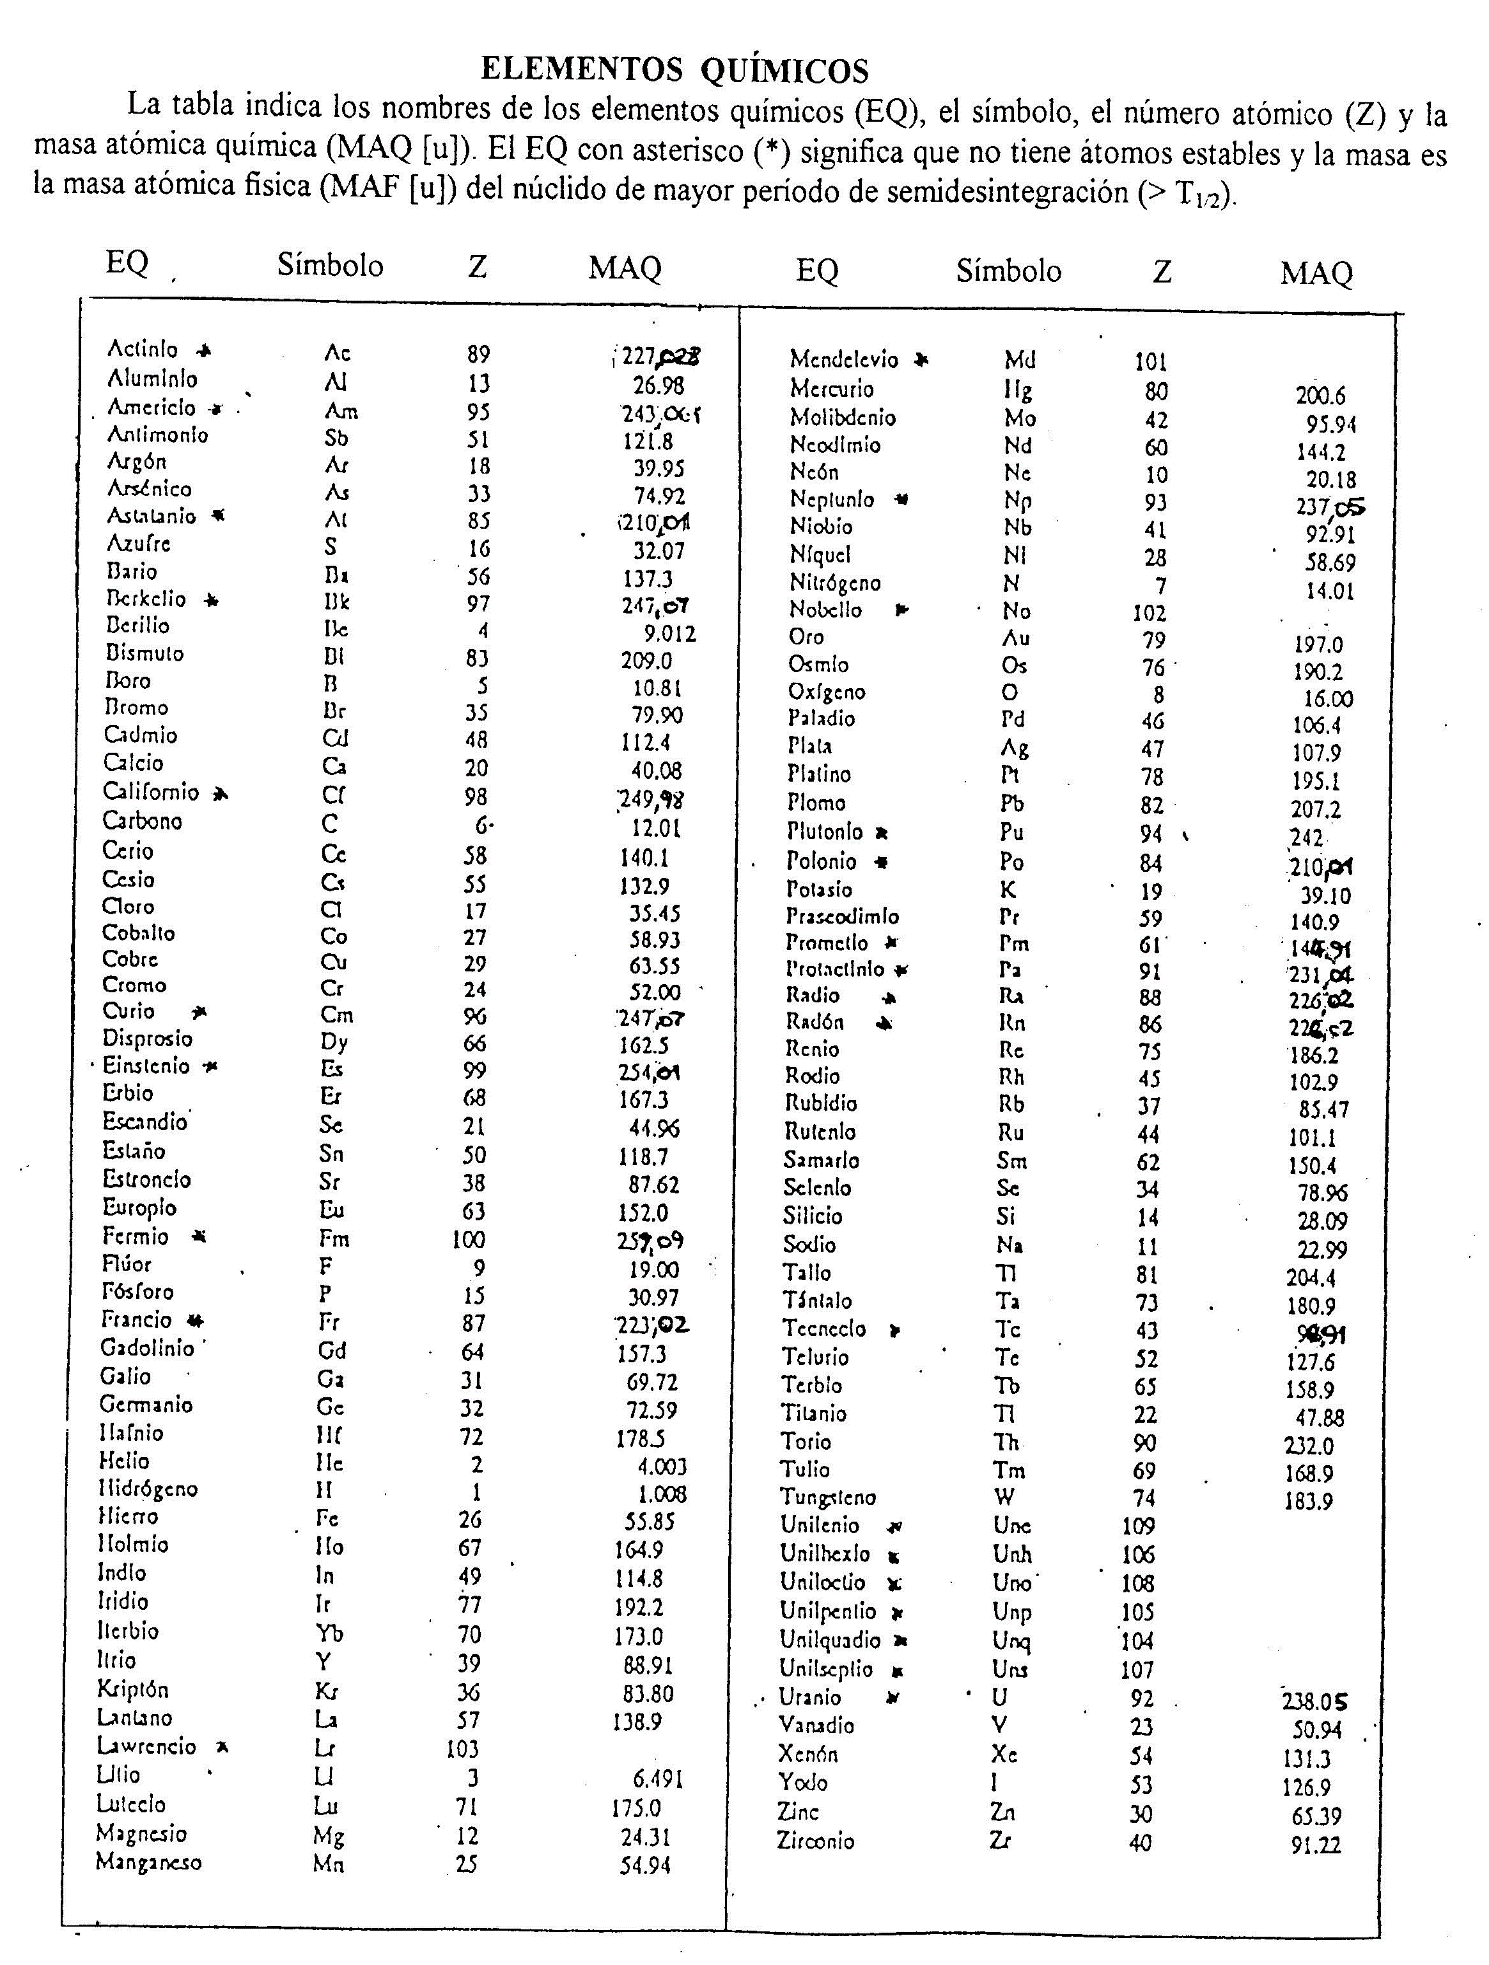 ELEMENTOS QUÍMICOS
La tabla indica los nombres de los elementos químicos (EQ), el símbolo, el número atómico (Z) y la
masa atómica química (MAQ [u]). El EQ con asterisco (*) significa que no tiene átomos estables y la masa es
la masa atómica física (MAF [u]) del núclido de mayor período de semidesintegración (> T1/2).
EQ Símbolo Z MAQ
Actinio * Ac 89 227,028
Aluminio Al 13 26.98
Americio * Am 95 243,061
Antimonio Sb 51 121.8
Argón Ar 18 39.95
Arsénico As 33 74.92
Astatanio * At 85 210,01
Azufre S 16 32.07
Bario Ba 56 137.3
Berkelio * Bk 97 247,07
Berilio Be 4 9.012
Bismuto Bi 83 209.0
Boro B 5 10.81
Bromo Br 35 79.90
Cadmio Cd 48 112.4
Calcio Ca 20 40.08
Californio * Cf 98 249,98
Carbono C 6 12.01
Cerio Ce 58 140.1
Cesio Cs 55 132.9
Cloro Cl 17 35.45
Cobalto Co 27 58.93
Cobre Cu 29 63.55
Cromo Cr 24 52.00
Curio * Cm 96 247,07
Disprosio Dy 66 162.5
Einstenio * Es 99 254,01
Erbio Er 68 167.3
Escandio Sc 21 44.96
Estaño Sn 50 118.7
Estroncio Sr 38 87.62
Europio Eu 63 152.0
Fermio * Fm 100 257,09
Flúor F 9 19.00
Fósforo P 15 30.97
Francio * Fr 87 223,02
Gadolinio Gd 64 157.3
Galio Ga 31 69.72
Germanio Ge 32 72.59
Hafnio Hf 72 178.5
Helio He 2 4.003
Hidrógeno H 1 1.008
Hierro Fe 26 55.85
Holmio Ho 67 164.9
Indio In 49 114.8
Iridio Ir 77 192.2
Iterbio Yb 70 173.0
Itrio Y 39 88.91
Kriptón Kr 36 83.80
Lantano La 57 138.9
Lawrencio * Lr 103
Litio Li 3 6.491
Lutecio Lu 71 175.0
Magnesio Mg 12 24.31
Manganeso Mn 25 54.94
EQ Símbolo Z MAQ
Mendelevio * Md 101
Mercurio Hg 80 200.6
Molibdenio Mo 42 95.94
Neodimio Nd 60 144.2
Neón Ne 10 20.18
Neptunio * Np 93 237,05
Niobio Nb 41 92.91
Níquel Ni 28 58.69
Nitrógeno N 7 14.01
Nobelio * No 102
Oro Au 79 197.0
Osmio Os 76 190.2
Oxígeno O 8 16.00
Paladio Pd 46 106.4
Plata Ag 47 107.9
Platino Pt 78 195.1
Plomo Pb 82 207.2
Plutonio * Pu 94 242
Polonio * Po 84 210,01
Potasio K 19 39.10
Praseodimio Pr 59 140.9
Prometio * Pm 61
Protactinio * Pa 91 231,04
Radio * Ra 88 226,02
Radón * Rn 86
Renio Re 75 186.2
Rodio Rh 45 102.9
Rubidio Rb 37 85.47
Rutenio Ru 44 101.1
Samario Sm 62 150.4
Selenio Se 34 78.96
Silicio Si 14 28.09
Sodio Na 11 22.99
Talio Tl 81 204.4
Tántalo Ta 73 180.9
Tecnecio * Tc 43
Telurio Te 52 127.6
Terbio Tb 65 158.9
Titanio Ti 22 47.88
Torio Th 90 232.0
Tulio Tm 69 168.9
Tungsteno W 74 183.9
Unilenio * Une 109
Unilhexio * Unh 106
Uniloctio * Uno 108
Unilpentio * Unp 105
Unilquadio * Unq 104
Unilseptio * Uns 107
Uranio * U 92 238.05
Vanadio V 23 50.94
Xenón Xe 54 131.3
Yodo I 53 126.9
Zinc Zn 30 65.39
Zirconio Zr 40 91.22